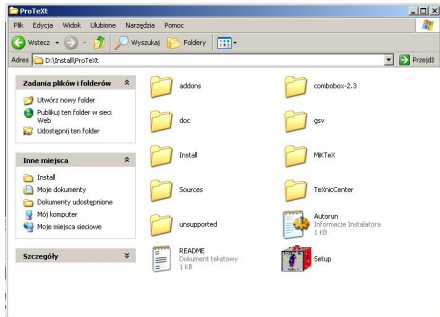 ProTeXt
Plik Edycja Widok Ulubione Narzędzia Pomoc
Wstecz Wyszukaj Foldery
Adres D:\Install\ProTeXt Przejdź
Zadania plików i folderów
Utwórz nowy folder
Publikuj ten folder w sieci
Web
Udostępnij ten folder
Inne miejsca
Install
Moje dokumenty
Dokumenty udostępnione
Mój komputer
Moje miejsca sieciowe
Szczegóły
addons
combobox-2.3
doc
gsv
Install
MiKTeX
Sources
TeXnicCenter
unsupported
Autorun
Informacje Instalatora
1 KB
README
Dokument tekstowy
1 KB
Setup